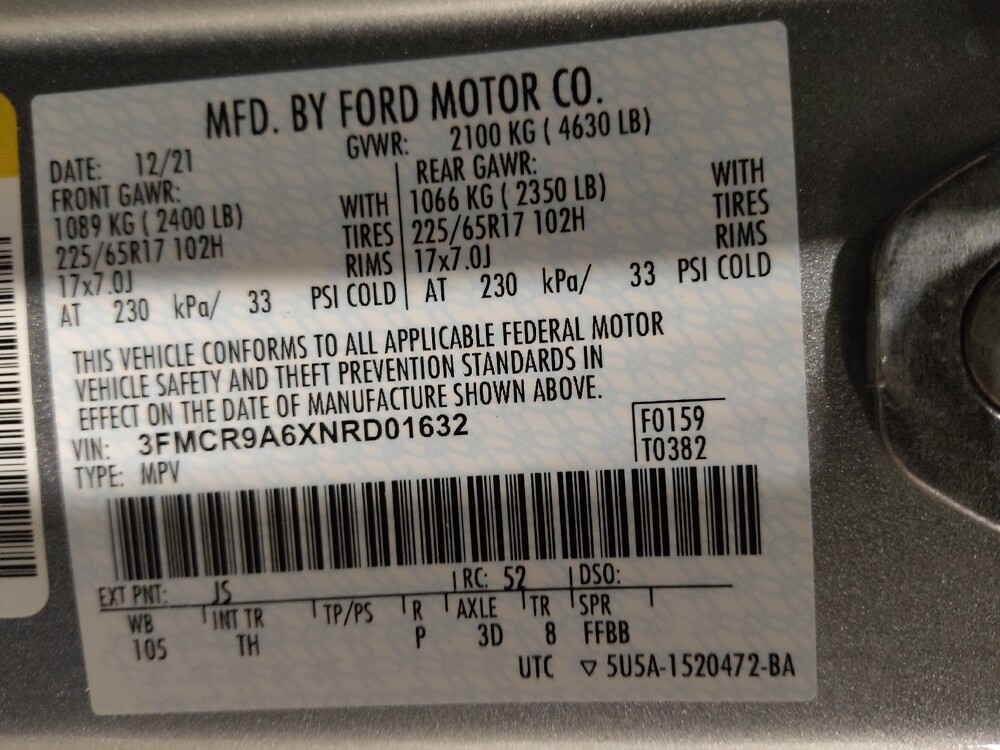 MFD. BY FORD MOTOR CO.
DATE: 12/21 GVWR: 2100 KG ( 4630 LB)
FRONT GAWR: REAR GAWR:
1089 KG ( 2400 LB) WITH 1066 KG ( 2350 LB) WITH
225/65R17 102H TIRES 225/65R17 102H TIRES
17x7.0J RIMS 17x7.0J RIMS
AT 230 kPa/ 33 PSI COLD AT 230 kPa/ 33 PSI COLD
THIS VEHICLE CONFORMS TO ALL APPLICABLE FEDERAL MOTOR
VEHICLE SAFETY AND THEFT PREVENTION STANDARDS IN
EFFECT ON THE DATE OF MANUFACTURE SHOWN ABOVE.
VIN: 3FMCR9A6XNRD01632 F0159
TYPE: MPV T0382
EXT PNT: JS RC: 52 DSO:
WB INT TR TP/PS R AXLE TR SPR
105 TH P 3D 8 FFBB
UTC ▽ 5U5A-1520472-BA